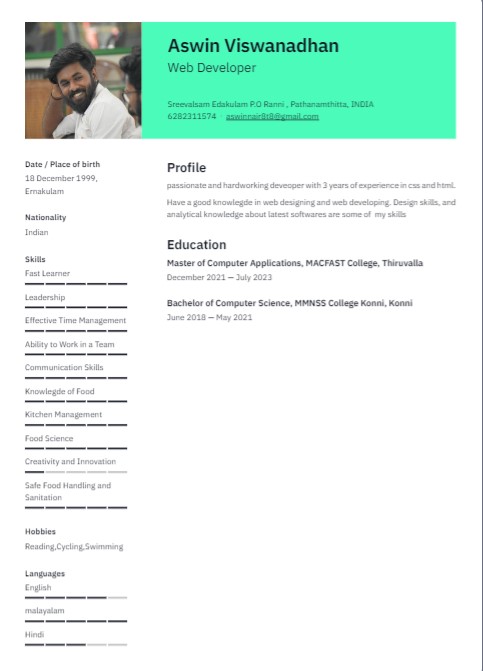 Aswin Viswanadhan
Web Developer
Sreevalsam Edakulam P.O Ranni , Pathanamthitta, INDIA
6282311574 · aswinnair8t8@gmail.com
Date / Place of birth
18 December 1999,
Ernakulam
Nationality
Indian
Skills
Fast Learner
Leadership
Effective Time Management
Ability to Work in a Team
Communication Skills
Knowlegde of Food
Kitchen Management
Food Science
Creativity and Innovation
Safe Food Handling and
Sanitation
Hobbies
Reading,Cycling,Swimming
Languages
English
malayalam
Hindi
Profile
passionate and hardworking deveoper with 3 years of experience in css and html.
Have a good knowlegde in web designing and web developing. Design skills, and
analytical knowledge about latest softwares are some of my skills
Education
Master of Computer Applications, MACFAST College, Thiruvalla
December 2021 — July 2023
Bachelor of Computer Science, MMNSS College Konni, Konni
June 2018 — May 2021